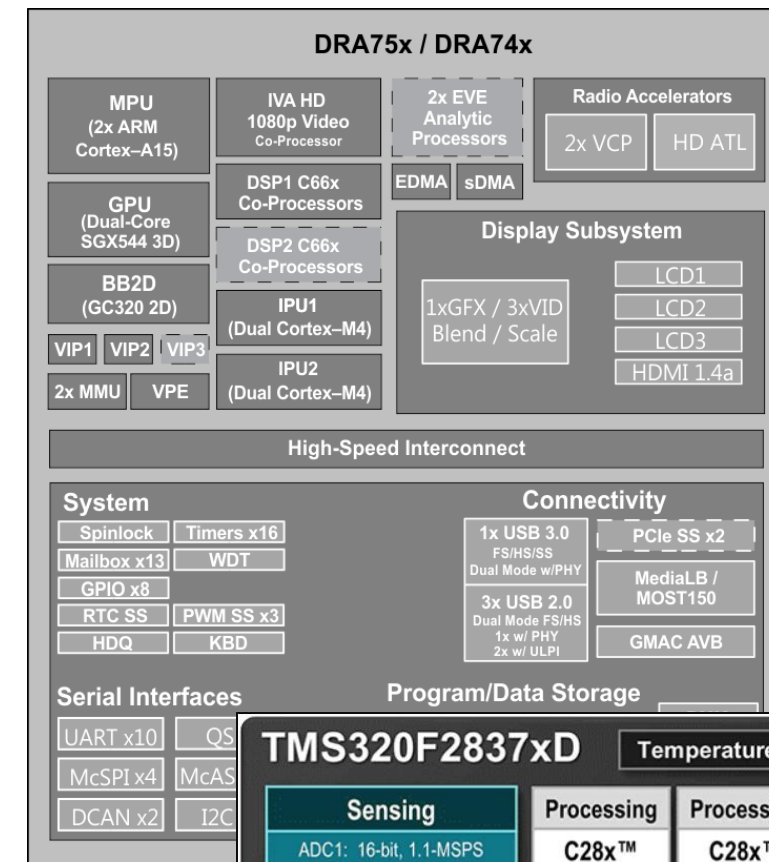 DRA75x / DRA74x
MPU
(2x ARM
Cortex–A15)
IVA HD
1080p Video
Co-Processor
2x EVE
Analytic
Processors
Radio Accelerators
2x VCP
HD ATL
GPU
(Dual-Core
SGX544 3D)
DSP1 C66x
Co-Processors
EDMA
sDMA
DSP2 C66x
Co-Processors
Display Subsystem
BB2D
(GC320 2D)
IPU1
(Dual Cortex–M4)
1xGFX / 3xVID
Blend / Scale
LCD1
LCD2
LCD3
HDMI 1.4a
VIP1
VIP2
VIP3
2x MMU
VPE
IPU2
(Dual Cortex–M4)
High-Speed Interconnect
System
Spinlock
Timers x16
Mailbox x13
WDT
GPIO x8
RTC SS
PWM SS x3
HDQ
KBD
Connectivity
1x USB 3.0
FS/HS/SS
Dual Mode w/PHY
3x USB 2.0
Dual Mode FS/HS
1x w/ PHY
2x w/ ULPI
PCIe SS x2
MediaLB /
MOST150
GMAC AVB
Serial Interfaces
UART x10
QS
McSPI x4
McAS
DCAN x2
I2C
Program/Data Storage
TMS320F2837xD
Temperature
Sensing
ADC1: 16-bit, 1.1-MSPS
Processing
C28x™
Process
C28x